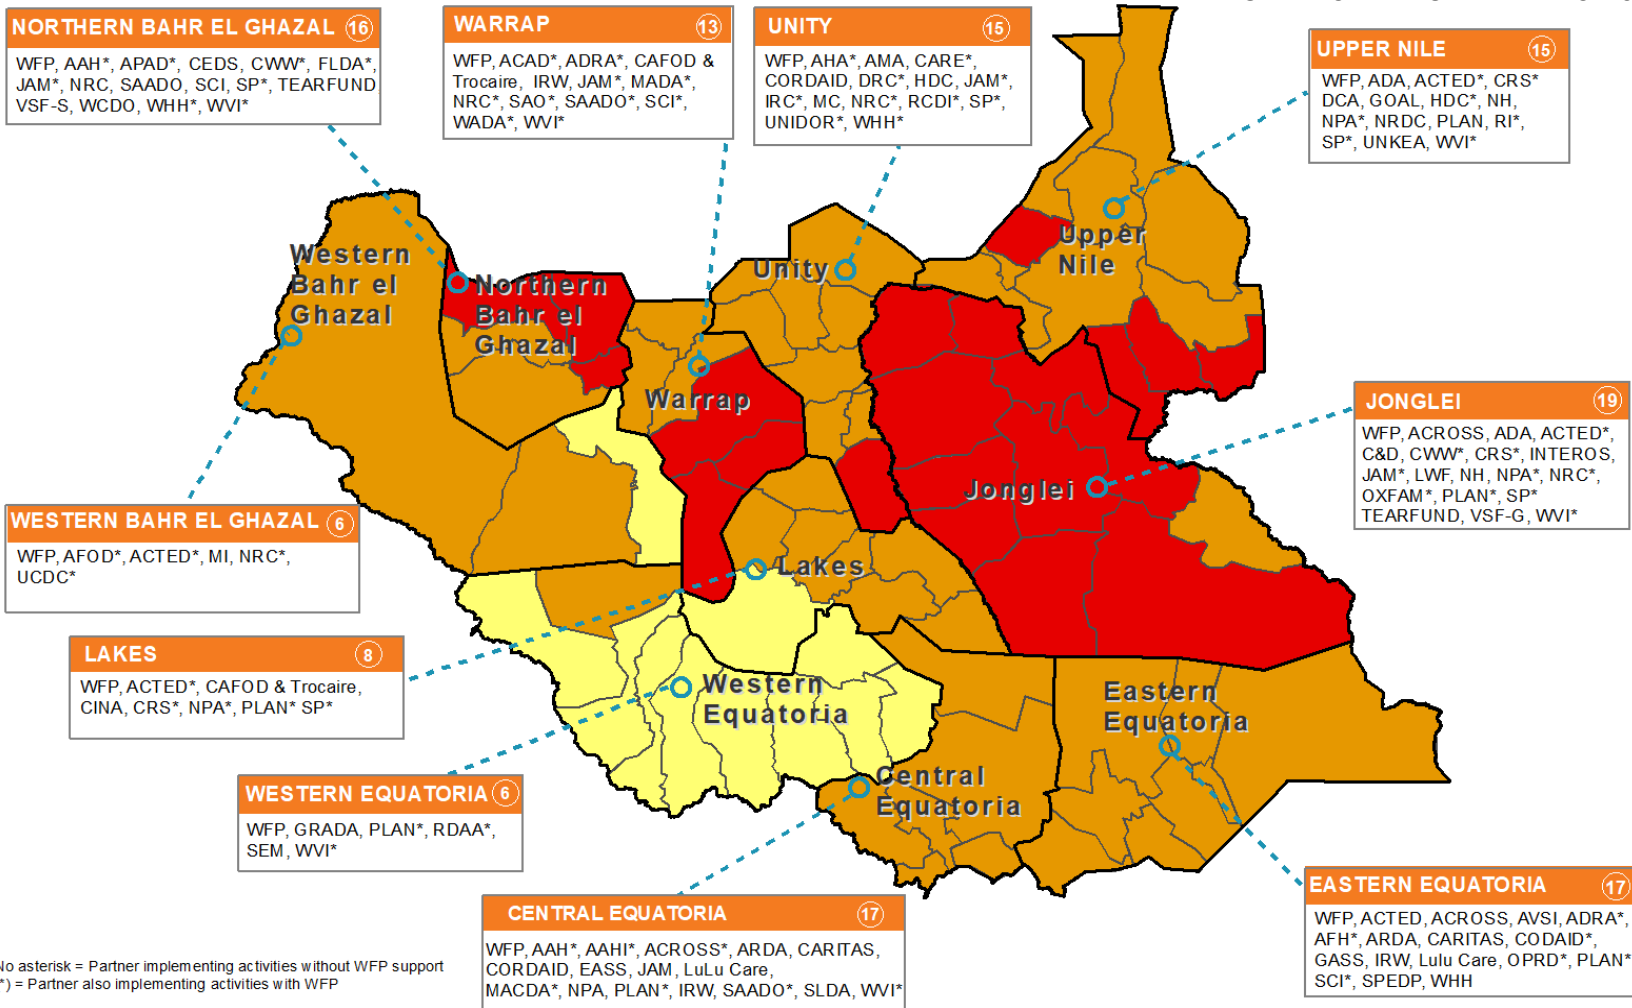 NORTHERN BAHR EL GHAZAL 16
WFP, AAH*, APAD*, CEDS, CWW*, FLDA*,
JAM*, NRC, SAADO, SCI, SP*, TEARFUND
VSF-S, WCDO, WHH*, WVI*
WARRAP 13
WFP, ACAD*, ADRA*, CAFOD &
Trocaire, IRW, JAM*, MADA*,
NRC*, SAO*, SAADO*, SCI*,
WADA*, WVI*
UNITY 15
WFP, AHA*, AMA, CARE*,
CORDAID, DRC*, HDC, JAM*,
IRC*, MC, NRC*, RCDI*, SP*,
UNIDOR*, WHH*
UPPER NILE 15
WFP, ADA, ACTED*, CRS*
DCA, GOAL, HDC*, NH,
NPA*, NRDC, PLAN, RI*,
SP*, UNKEA, WVI*
Western
Bahr el
Ghazal
Northern
Bahr el
Ghazal
Unity
Upper
Nile
Warrap
Jonglei
JONGLEI 19
WFP, ACROSS, ADA, ACTED*,
C&D, CWW*, CRS*, INTEROS,
JAM*, LWF, NH, NPA*, NRC*,
OXFAM*, PLAN*, SP*
TEARFUND, VSF-G, WVI*
WESTERN BAHR EL GHAZAL 6
WFP, AFOD*, ACTED*, MI, NRC*,
UCDC*
Lakes
LAKES 8
WFP, ACTED*, CAFOD & Trocaire,
CINA, CRS*, NPA*, PLAN* SP*
Western
Equatoria
Eastern
Equatoria
Central
Equatoria
WESTERN EQUATORIA 6
WFP, GRADA, PLAN*, RDAA*,
SEM, WVI*
CENTRAL EQUATORIA 17
WFP, AAH*, AAHI*, ACROSS*, ARDA, CARITAS,
CORDAID, EASS, JAM, LuLu Care,
MACDA*, NPA, PLAN*, IRW, SAADO*, SLDA, WVI*
EASTERN EQUATORIA 17
WFP, ACTED, ACROSS, AVSI, ADRA*,
AFH*, ARDA, CARITAS, CODAID*,
GASS, IRW, Lulu Care, OPRD*, PLAN*
SCI*, SPEDP, WHH
No asterisk = Partner implementing activities without WFP support
*) = Partner also implementing activities with WFP